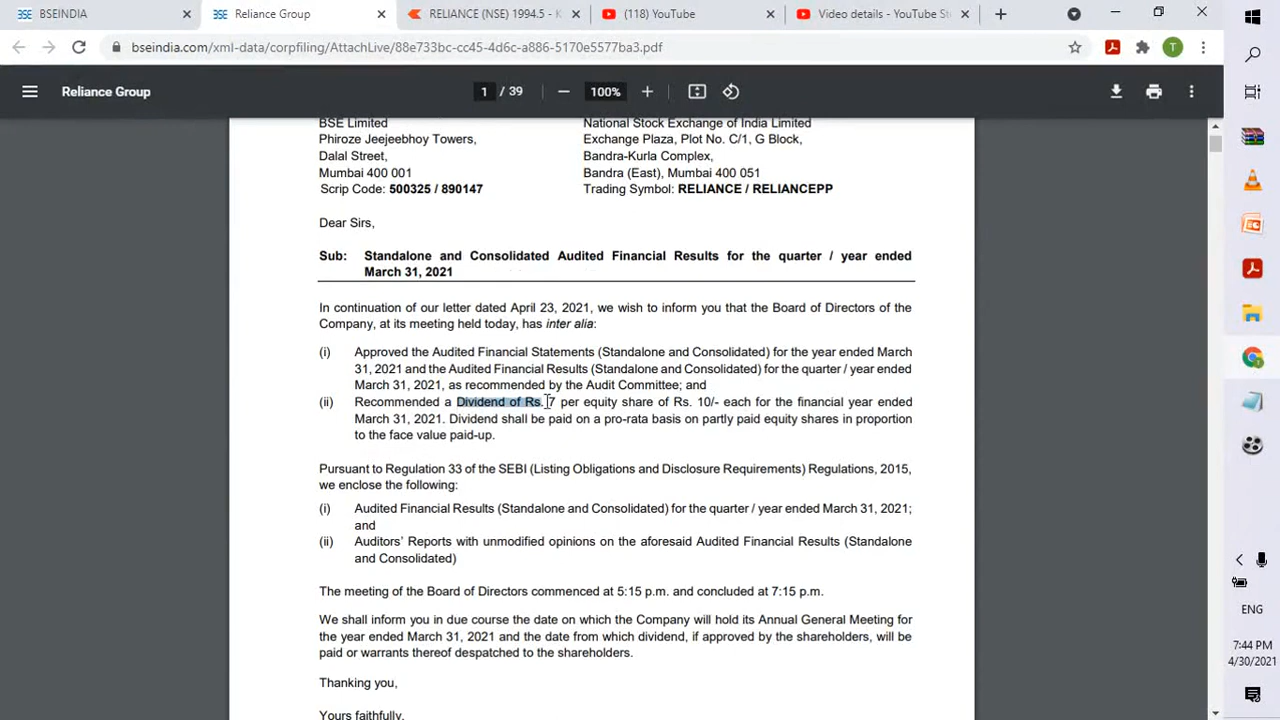 BSEINDIA
Reliance Group
RELIANCE (NSE) 1994.5 - K
(118) YouTube
Video details - YouTube St
bseindia.com/xml-data/corpfiling/AttachLive/88e733bc-cc45-4d6c-a886-5170e5577ba3.pdf
T
Reliance Group
1 / 39
100%
BSE Limited
Phiroze Jeejeebhoy Towers,
Dalal Street,
Mumbai 400 001
Scrip Code: 500325 / 890147
National Stock Exchange of India Limited
Exchange Plaza, Plot No. C/1, G Block,
Bandra-Kurla Complex,
Bandra (East), Mumbai 400 051
Trading Symbol: RELIANCE / RELIANCEPP
Dear Sirs,
Sub: Standalone and Consolidated Audited Financial Results for the quarter / year ended
March 31, 2021
In continuation of our letter dated April 23, 2021, we wish to inform you that the Board of Directors of the
Company, at its meeting held today, has inter alia:
(i) Approved the Audited Financial Statements (Standalone and Consolidated) for the year ended March
31, 2021 and the Audited Financial Results (Standalone and Consolidated) for the quarter / year ended
March 31, 2021, as recommended by the Audit Committee; and
(ii) Recommended a Dividend of Rs. 7 per equity share of Rs. 10/- each for the financial year ended
March 31, 2021. Dividend shall be paid on a pro-rata basis on partly paid equity shares in proportion
to the face value paid-up.
Pursuant to Regulation 33 of the SEBI (Listing Obligations and Disclosure Requirements) Regulations, 2015,
we enclose the following:
(i) Audited Financial Results (Standalone and Consolidated) for the quarter / year ended March 31, 2021;
and
(ii) Auditors' Reports with unmodified opinions on the aforesaid Audited Financial Results (Standalone
and Consolidated)
The meeting of the Board of Directors commenced at 5:15 p.m. and concluded at 7:15 p.m.
We shall inform you in due course the date on which the Company will hold its Annual General Meeting for
the year ended March 31, 2021 and the date from which dividend, if approved by the shareholders, will be
paid or warrants thereof despatched to the shareholders.
Thanking you,
Yours faithfully,
ENG
7:44 PM
4/30/2021